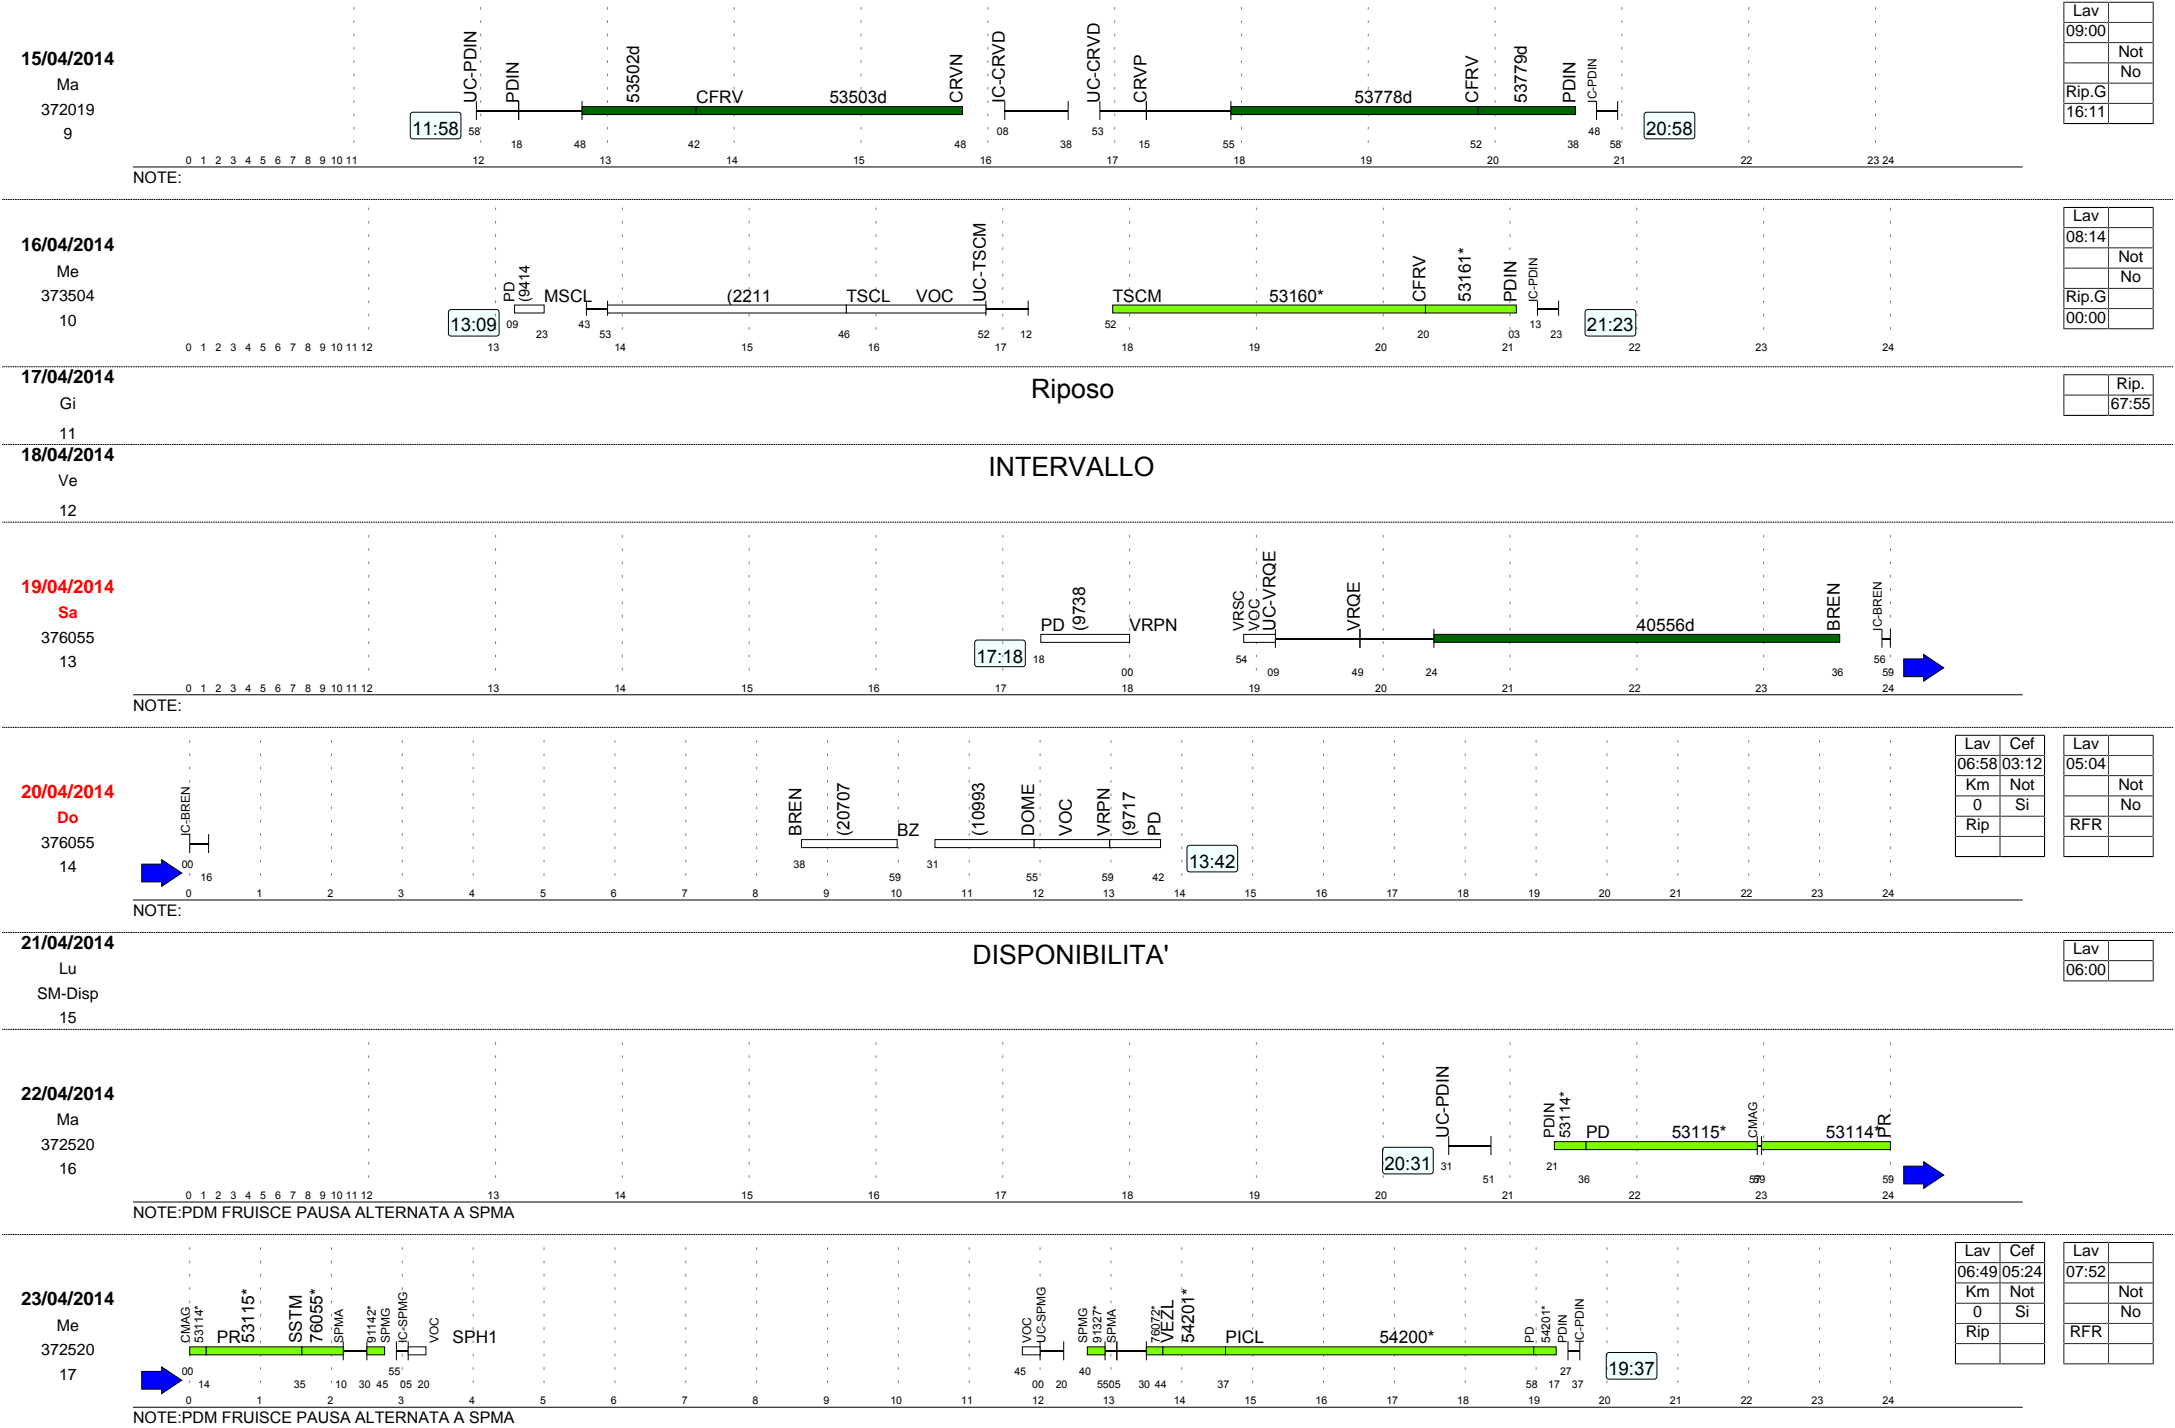 15/04/2014
Ma
372019
9
11:58
UC-PDIN
PDIN
53502d
CFRV
53503d
CRVN
IC-CRVD
UC-CRVD
CRVP
53778d
CFRV
53779d
PDIN
IC-PDIN
20:58
58 18 48 42 48 08 38 53 15 55 52 38 48 58
0 1 2 3 4 5 6 7 8 9 10 11 12 13 14 15 16 17 18 19 20 21 22 23 24
NOTE:
Lav
09:00
Not
No
Rip.G
16:11
16/04/2014
Me
373504
10
13:09
PD
(9414
MSCL
(2211
TSCL
VOC
UC-TSCM
TSCM
53160*
CFRV
53161*
PDIN
IC-PDIN
21:23
09 23 43 53 46 52 12 52 20 03 13 23
0 1 2 3 4 5 6 7 8 9 10 11 12 13 14 15 16 17 18 19 20 21 22 23 24
Lav
08:14
Not
No
Rip.G
00:00
17/04/2014
Gi
11
Riposo
Rip.
67:55
18/04/2014
Ve
12
INTERVALLO
19/04/2014
Sa
376055
13
17:18
PD
(9738
VRPN
VRSC
VOC
UC-VRQE
VRQE
40556d
BREN
IC-BREN
18 00 54 09 49 24 36 56 59
0 1 2 3 4 5 6 7 8 9 10 11 12 13 14 15 16 17 18 19 20 21 22 23 24
NOTE:
20/04/2014
Do
376055
14
IC-BREN
BREN
(20707
BZ
(10993
DOME
VOC
VRPN
(9717
PD
13:42
00 16 38 59 31 55 59 42
0 1 2 3 4 5 6 7 8 9 10 11 12 13 14 15 16 17 18 19 20 21 22 23 24
NOTE:
Lav Cef
06:58 03:12
Km Not
0 Si
Rip
Lav
05:04
Not
No
RFR
21/04/2014
Lu
SM-Disp
15
DISPONIBILITA'
Lav
06:00
22/04/2014
Ma
372520
16
20:31
UC-PDIN
PDIN
53114*
PD
53115*
CMAG
53114*
PR
31 51 21 36 57 59 59
0 1 2 3 4 5 6 7 8 9 10 11 12 13 14 15 16 17 18 19 20 21 22 23 24
NOTE:PDM FRUISCE PAUSA ALTERNATA A SPMA
23/04/2014
Me
372520
17
CMAG
53114*
PR
53115*
SSTM
76055*
SPMA
91142*
SPMG
IC-SPMG
VOC
SPH1
VOC
UC-SPMG
SPMG
91327*
SPMA
76072*
VEZL
54201*
PICL
54200*
PD
54201*
PDIN
IC-PDIN
19:37
00 14 35 10 30 45 55 05 20 45 00 20 40 55 05 30 44 37 58 17 27 37
0 1 2 3 4 5 6 7 8 9 10 11 12 13 14 15 16 17 18 19 20 21 22 23 24
NOTE:PDM FRUISCE PAUSA ALTERNATA A SPMA
Lav Cef
06:49 05:24
Km Not
0 Si
Rip
Lav
07:52
Not
No
RFR